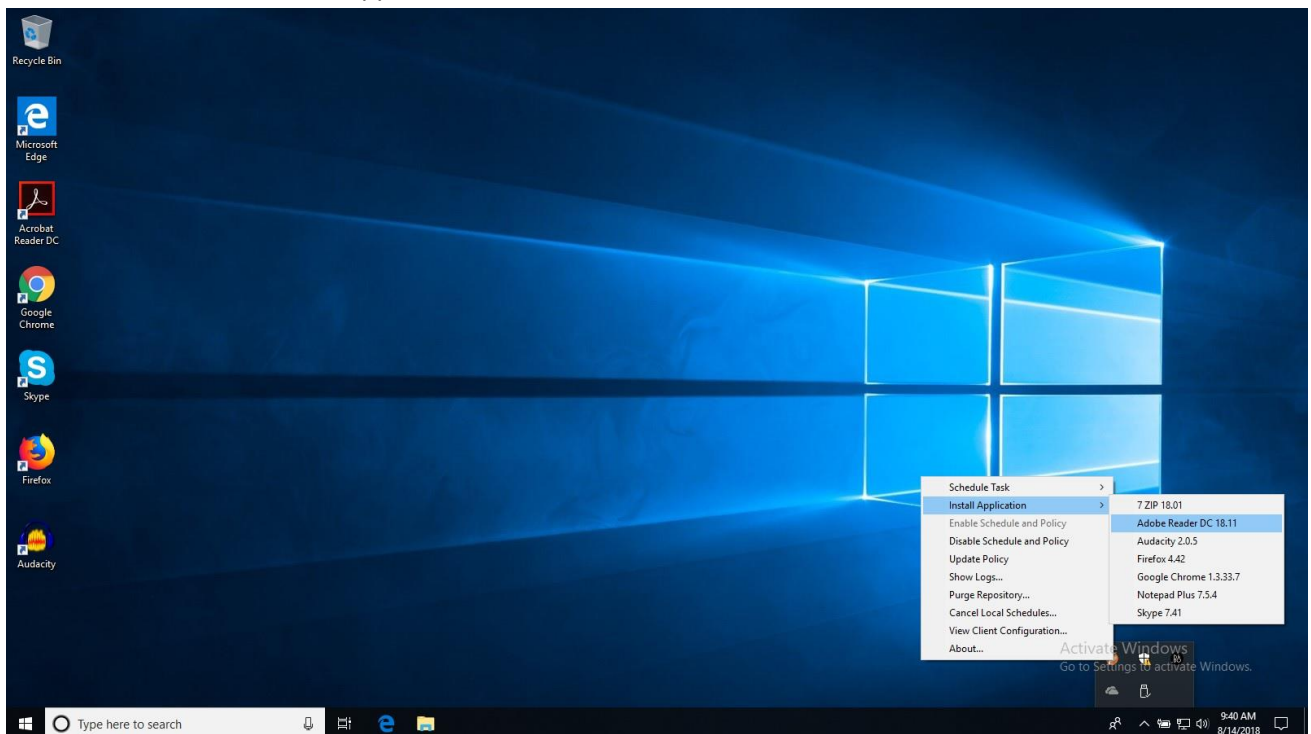 Recycle Bin
Microsoft
Edge
Acrobat
Reader DC
Google
Chrome
Skype
Firefox
Audacity
Schedule Task
Install Application
Enable Schedule and Policy
Disable Schedule and Policy
Update Policy
Show Logs...
Purge Repository...
Cancel Local Schedules...
View Client Configuration...
About...
7 ZIP 18.01
Adobe Reader DC 18.11
Audacity 2.0.5
Firefox 4.42
Google Chrome 1.3.33.7
Notepad Plus 7.5.4
Skype 7.41
Activate Windows
Go to Settings to activate Windows.
Type here to search
9:40 AM
8/14/2018